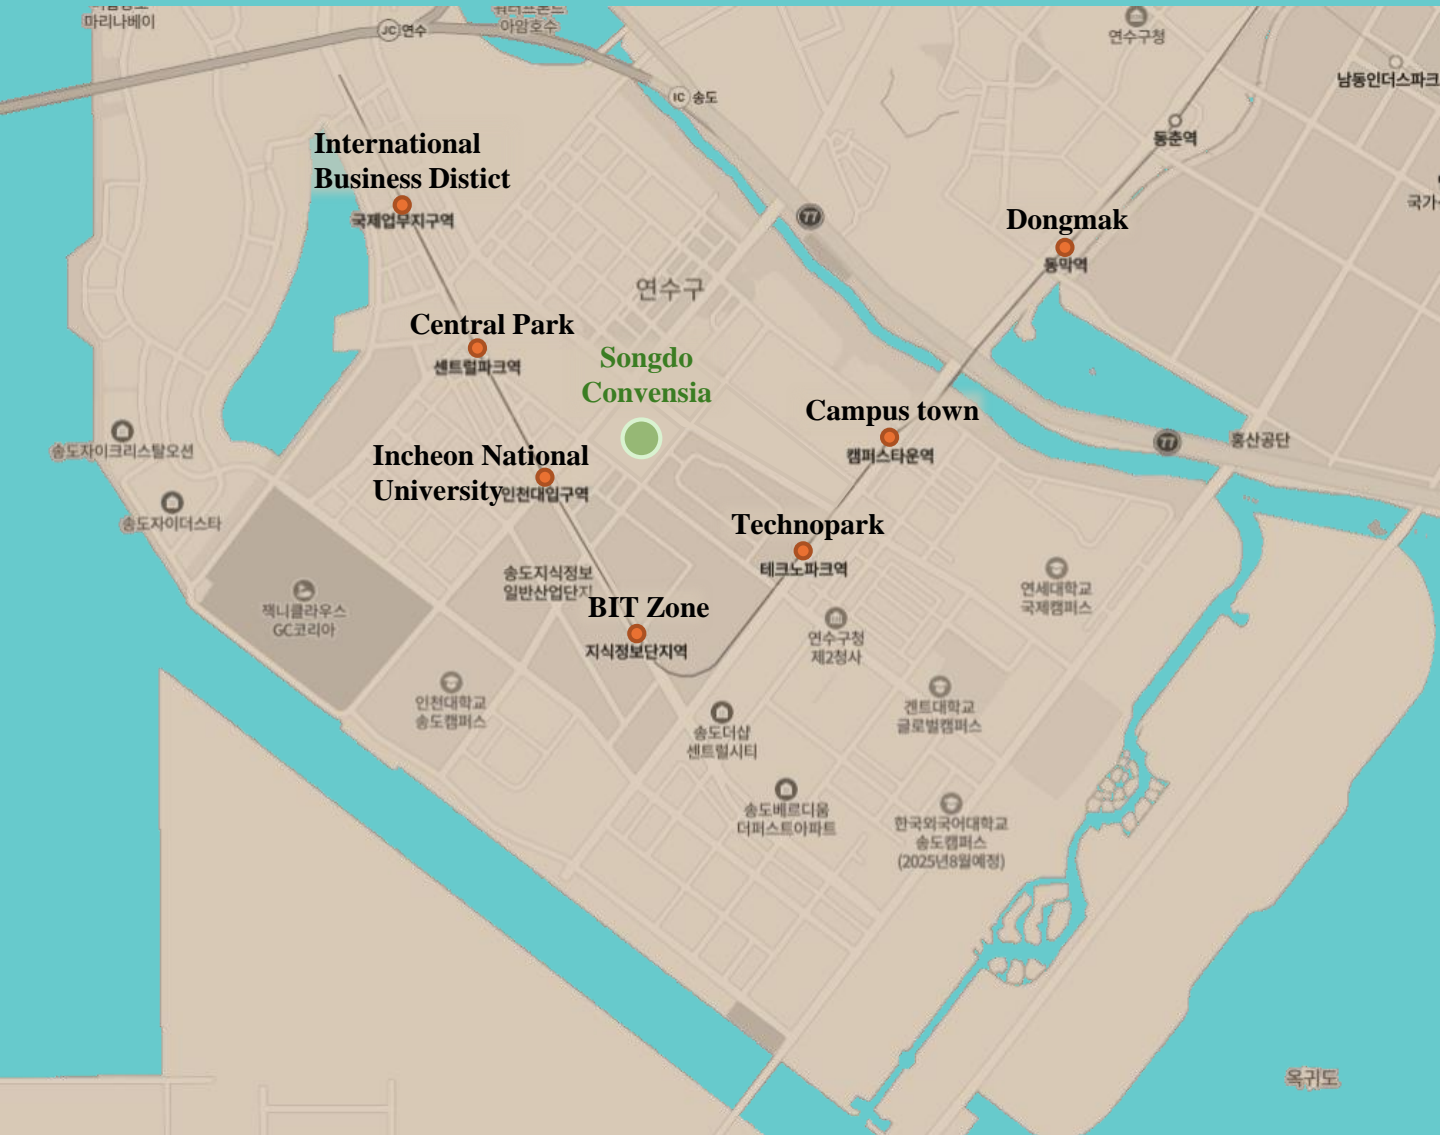 마리나베이
JC 연수
아암호수
연수구청
남동인더스파크
IC 송도
동춘역
국가
International
Business Distict
국제업무지구역
77
Dongmak
동막역
연수구
Central Park
센트럴파크역
Songdo
Convensia
Campus town
캠퍼스타운역
77
홍산공단
송도자이크리스탈오션
Incheon National
University
인천대입구역
송도자이더스타
Technopark
테크노파크역
송도지식정보
일반산업단지
연세대학교
국제캠퍼스
잭니클라우스
GC코리아
BIT Zone
지식정보단지역
연수구청
제2청사
인천대학교
송도캠퍼스
겐트대학교
글로벌캠퍼스
송도더샵
센트럴시티
송도베르디움
더퍼스트아파트
한국외국어대학교
송도캠퍼스
(2025년8월예정)
옥귀도